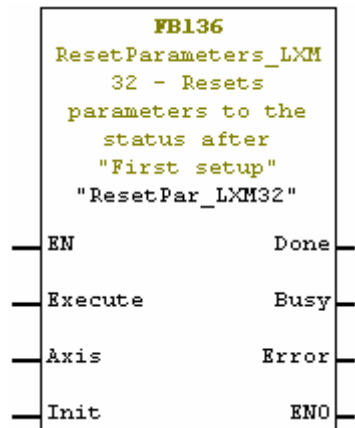 FB136
ResetParameters_LXM
32 - Resets
parameters to the
status after
"First setup"
"ResetPar_LXM32"
EN Done
Execute Busy
Axis Error
Init ENO